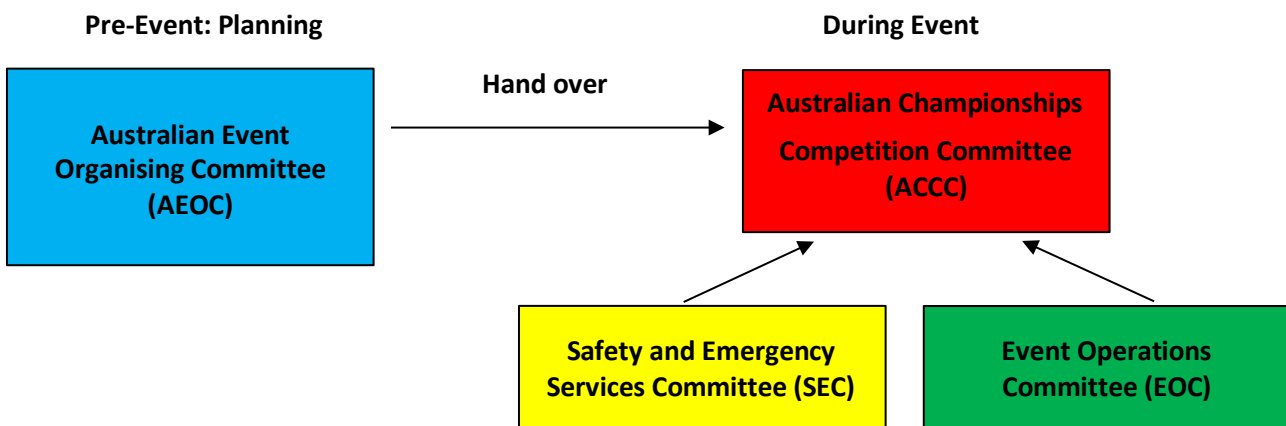 Pre-Event: Planning
During Event
Hand over
Australian Event
Organising Committee
(AEOC)
Australian Championships
Competition Committee
(ACCC)
Safety and Emergency
Services Committee (SEC)
Event Operations
Committee (EOC)